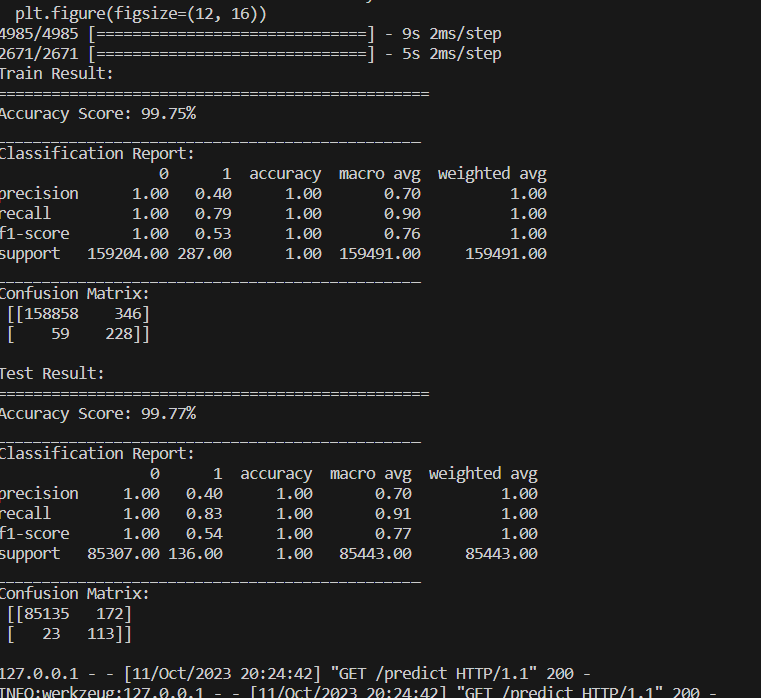 plt.figure(figsize=(12, 16))
4985/4985 [==============================] - 9s 2ms/step
2671/2671 [==============================] - 5s 2ms/step
Train Result:
================================================
Accuracy Score: 99.75%
_______________________________________________
Classification Report:
0 1 accuracy macro avg weighted avg
precision 1.00 0.40 1.00 0.70 1.00
recall 1.00 0.79 1.00 0.90 1.00
f1-score 1.00 0.53 1.00 0.76 1.00
support 159204.00 287.00 1.00 159491.00 159491.00
_______________________________________________
Confusion Matrix:
[[158858 346]
[ 59 228]]
Test Result:
================================================
Accuracy Score: 99.77%
_______________________________________________
Classification Report:
0 1 accuracy macro avg weighted avg
precision 1.00 0.40 1.00 0.70 1.00
recall 1.00 0.83 1.00 0.91 1.00
f1-score 1.00 0.54 1.00 0.77 1.00
support 85307.00 136.00 1.00 85443.00 85443.00
_______________________________________________
Confusion Matrix:
[[85135 172]
[ 23 113]]
127.0.0.1 - - [11/Oct/2023 20:24:42] "GET /predict HTTP/1.1" 200 -
INFO:werkzeug:127.0.0.1 - - [11/Oct/2023 20:24:42] "GET /predict HTTP/1.1" 200 -